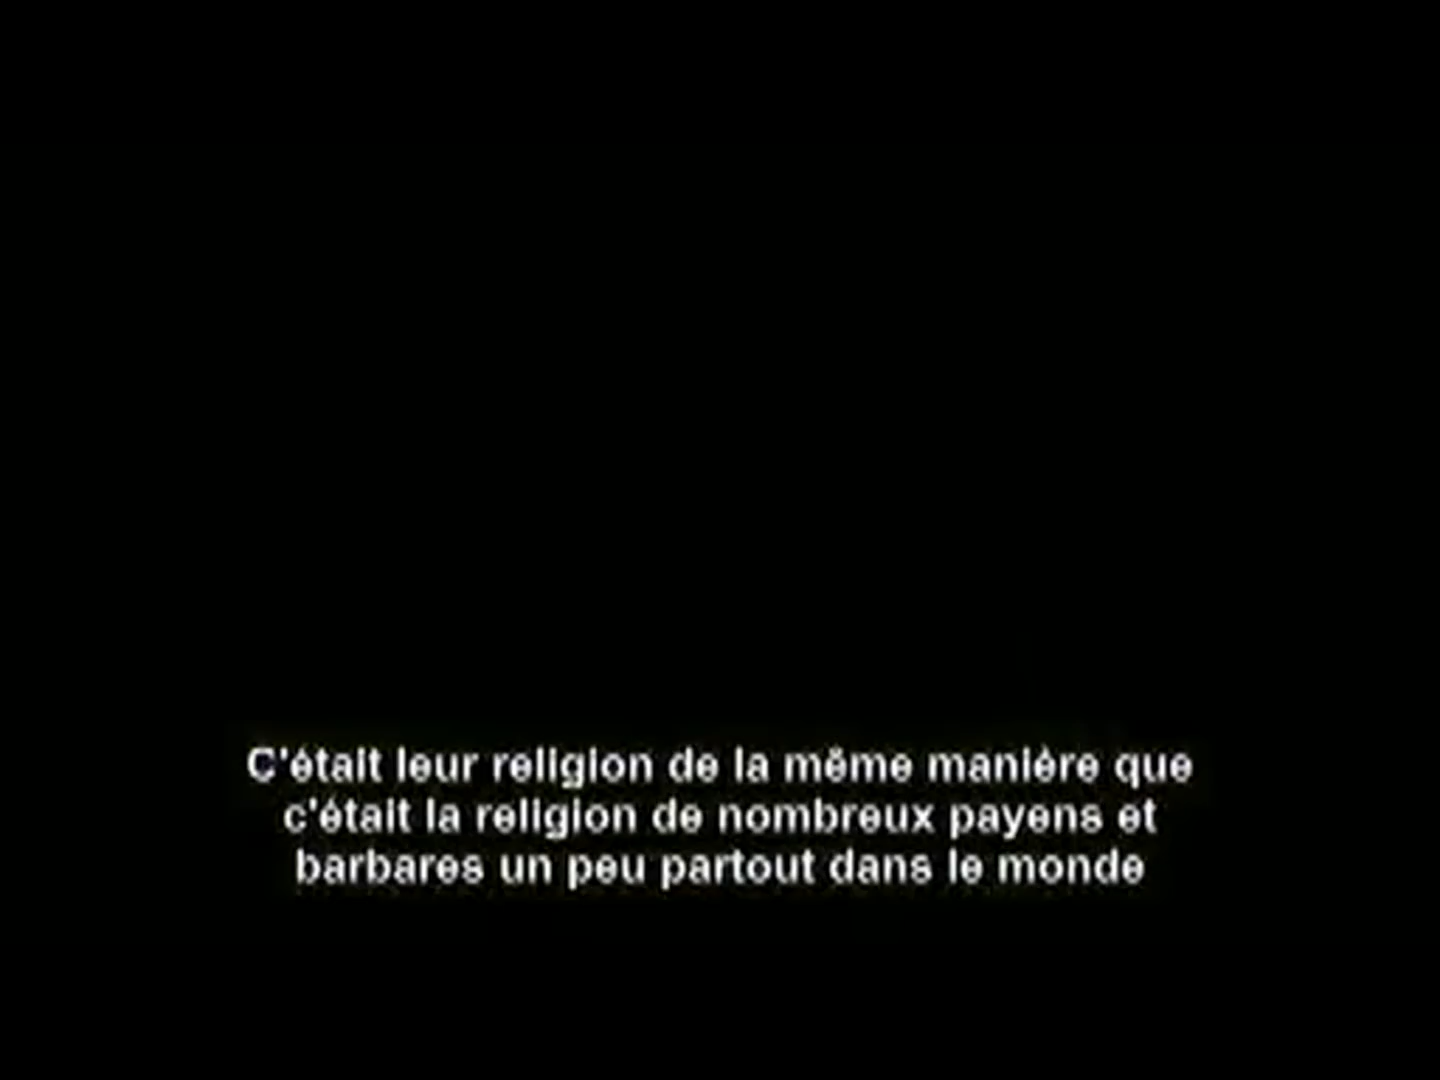 C'était leur religion de la même manière que
c'était la religion de nombreux payens et
barbares un peu partout dans le monde